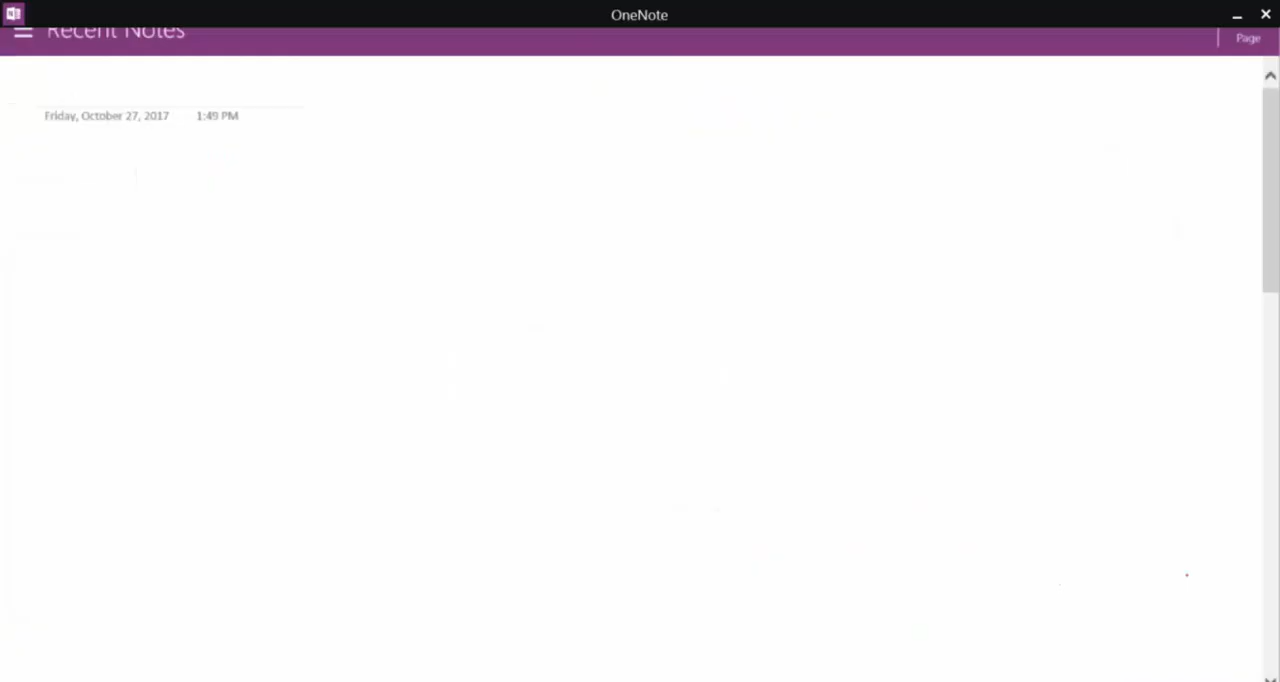 OneNote
Recent Notes
Page
Friday, October 27, 2017 1:49 PM